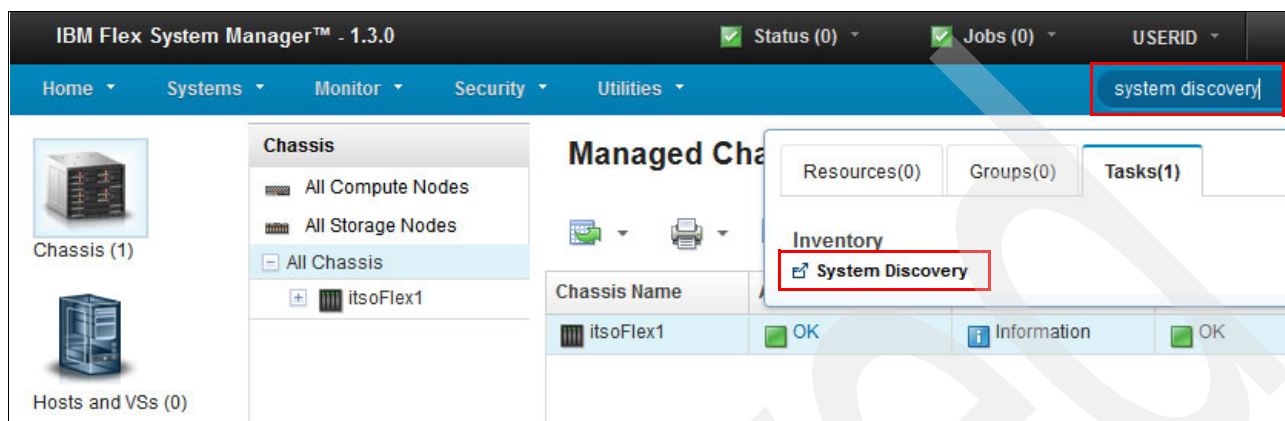 IBM Flex System Manager™ - 1.3.0
Status (0)
Jobs (0)
USERID
Home
Systems
Monitor
Security
Utilities
system discovery
Chassis (1)
Hosts and VSs (0)
Chassis
All Compute Nodes
All Storage Nodes
All Chassis
itsoFlex1
Managed Cha
Resources(0)
Groups(0)
Tasks(1)
Inventory
System Discovery
Chassis Name
itsoFlex1
OK
Information
OK